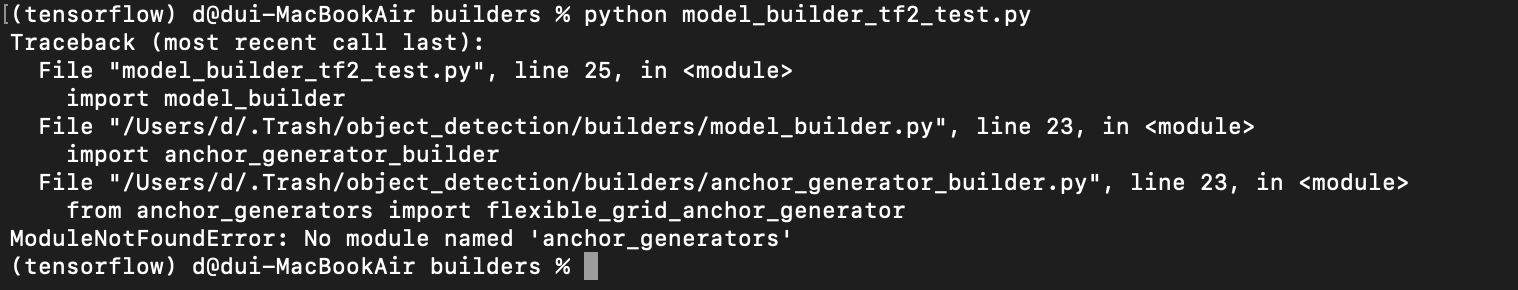 [(tensorflow) d@dui-MacBookAir builders % python model_builder_tf2_test.py
Traceback (most recent call last):
  File "model_builder_tf2_test.py", line 25, in <module>
    import model_builder
  File "/Users/d/.Trash/object_detection/builders/model_builder.py", line 23, in <module>
    import anchor_generator_builder
  File "/Users/d/.Trash/object_detection/builders/anchor_generator_builder.py", line 23, in <module>
    from anchor_generators import flexible_grid_anchor_generator
ModuleNotFoundError: No module named 'anchor_generators'
(tensorflow) d@dui-MacBookAir builders %